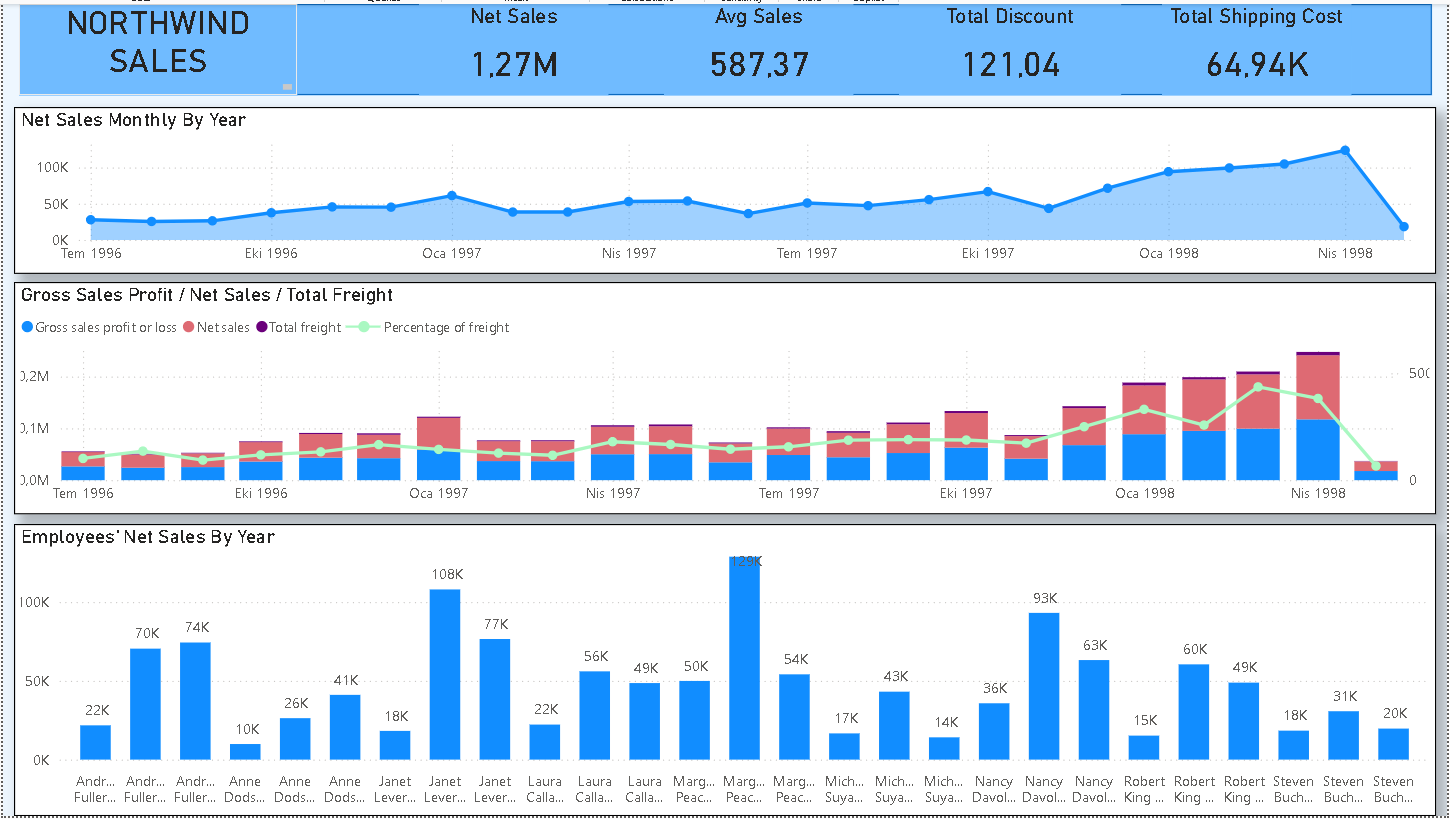 NORTHWIND
SALES
Net Sales
1,27M
Avg Sales
587,37
Total Discount
121,04
Total Shipping Cost
64,94K
Net Sales Monthly By Year
100K
50K
0K
Tem 1996 Eki 1996 Oca 1997 Nis 1997 Tem 1997 Eki 1997 Oca 1998 Nis 1998
Gross Sales Profit / Net Sales / Total Freight
Gross sales profit or loss Net sales Total freight Percentage of freight
0,2M
0,1M
0,0M
500
0
Tem 1996 Eki 1996 Oca 1997 Nis 1997 Tem 1997 Eki 1997 Oca 1998 Nis 1998
Employees' Net Sales By Year
100K
50K
0K
22K 70K 74K 10K 26K 41K 18K 108K 77K 22K 56K 49K 50K 129K 54K 17K 43K 14K 36K 93K 63K 15K 60K 49K 18K 31K 20K
Andr... Andr... Andr... Anne Anne Anne Janet Janet Janet Laura Laura Laura Marg... Marg... Marg... Mich... Mich... Mich... Nancy Nancy Nancy Robert Robert Robert Steven Steven Steven
Fuller... Fuller... Fuller... Dods... Dods... Dods... Lever... Lever... Lever... Calla... Calla... Calla... Peac... Peac... Peac... Suya... Suya... Suya... Davol... Davol... Davol... King ... King ... King ... Buch... Buch... Buch...